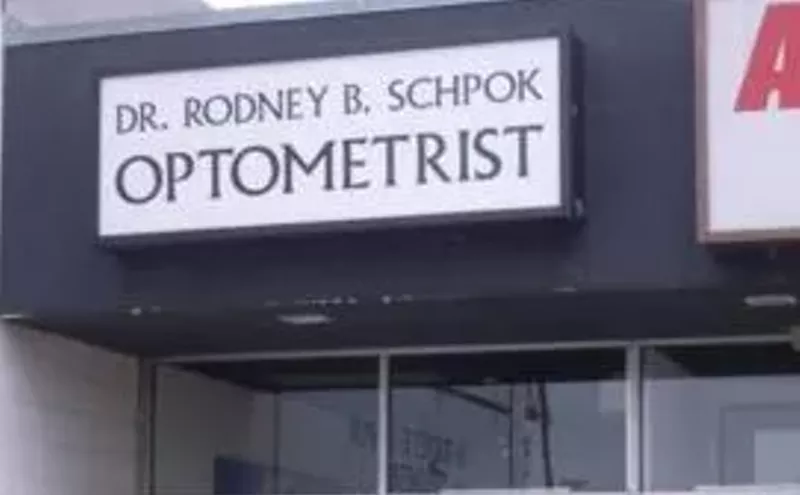 DR. RODNEY B. SCHPOK
OPTOMETRIST
A